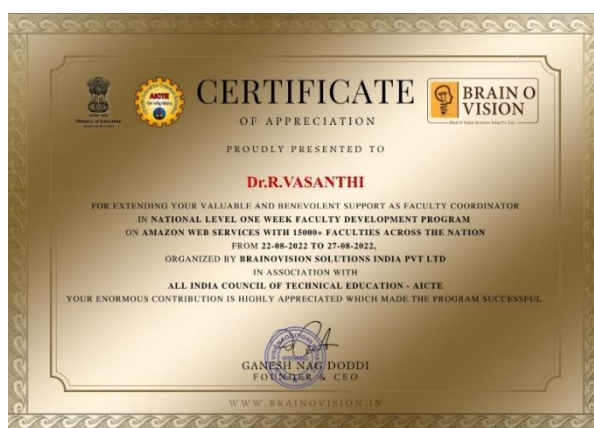 Ministry of Education
AICTE
CERTIFICATE
OF APPRECIATION
BRAIN O
VISION
PROUDLY PRESENTED TO
Dr.R.VASANTHI
FOR EXTENDING YOUR VALUABLE AND BENEVOLENT SUPPORT AS FACULTY COORDINATOR
IN NATIONAL LEVEL ONE WEEK FACULTY DEVELOPMENT PROGRAM
ON AMAZON WEB SERVICES WITH 15000+ FACULTIES ACROSS THE NATION
FROM 22-08-2022 TO 27-08-2022,
ORGANIZED BY BRAINOVISION SOLUTIONS INDIA PVT LTD
IN ASSOCIATION WITH
ALL INDIA COUNCIL OF TECHNICAL EDUCATION - AICTE
YOUR ENORMOUS CONTRIBUTION IS HIGHLY APPRECIATED WHICH MADE THE PROGRAM SUCCESSFUL
GANESH NAG DODDI
FOUNDER & CEO
WWW.BRAINOVISION.IN